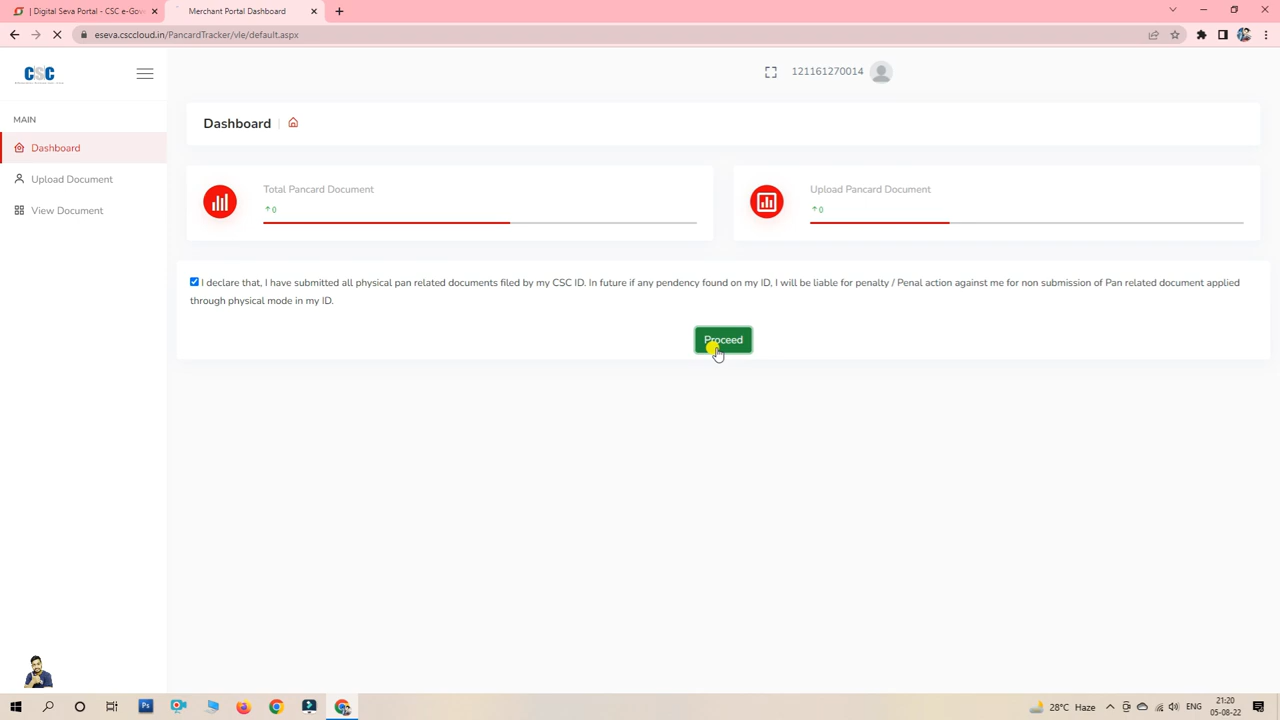 | Digital Seva Portal - CSC e-Gov
Merchant Portal Dashboard
eseva.csccloud.in/PancardTracker/vle/default.aspx
CSC
121161270014
MAIN
Dashboard
Upload Document
View Document
Dashboard |
Total Pancard Document
0
Upload Pancard Document
0
I declare that, I have submitted all physical pan related documents filed by my CSC ID. In future if any pendency found on my ID, I will be liable for penalty / Penal action against me for non submission of Pan related document applied
through physical mode in my ID.
Proceed
Ps
28°C Haze
ENG
21:20
05-08-22